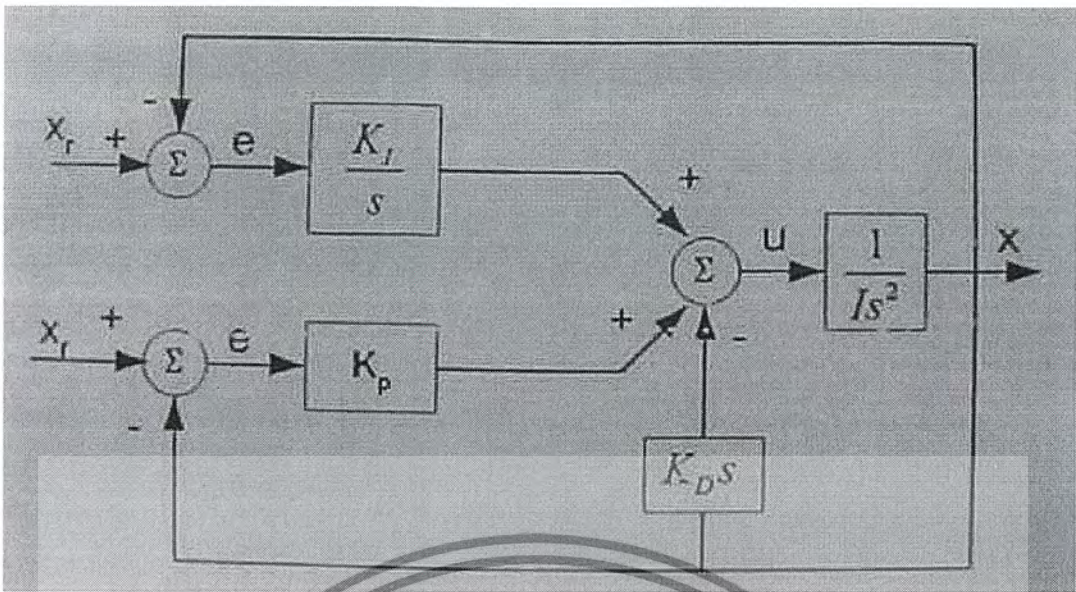 -
X_r + Σ e K_I/s +
Σ u 1/(Is²) X
X_r + Σ e K_p +
-
-
K_D s